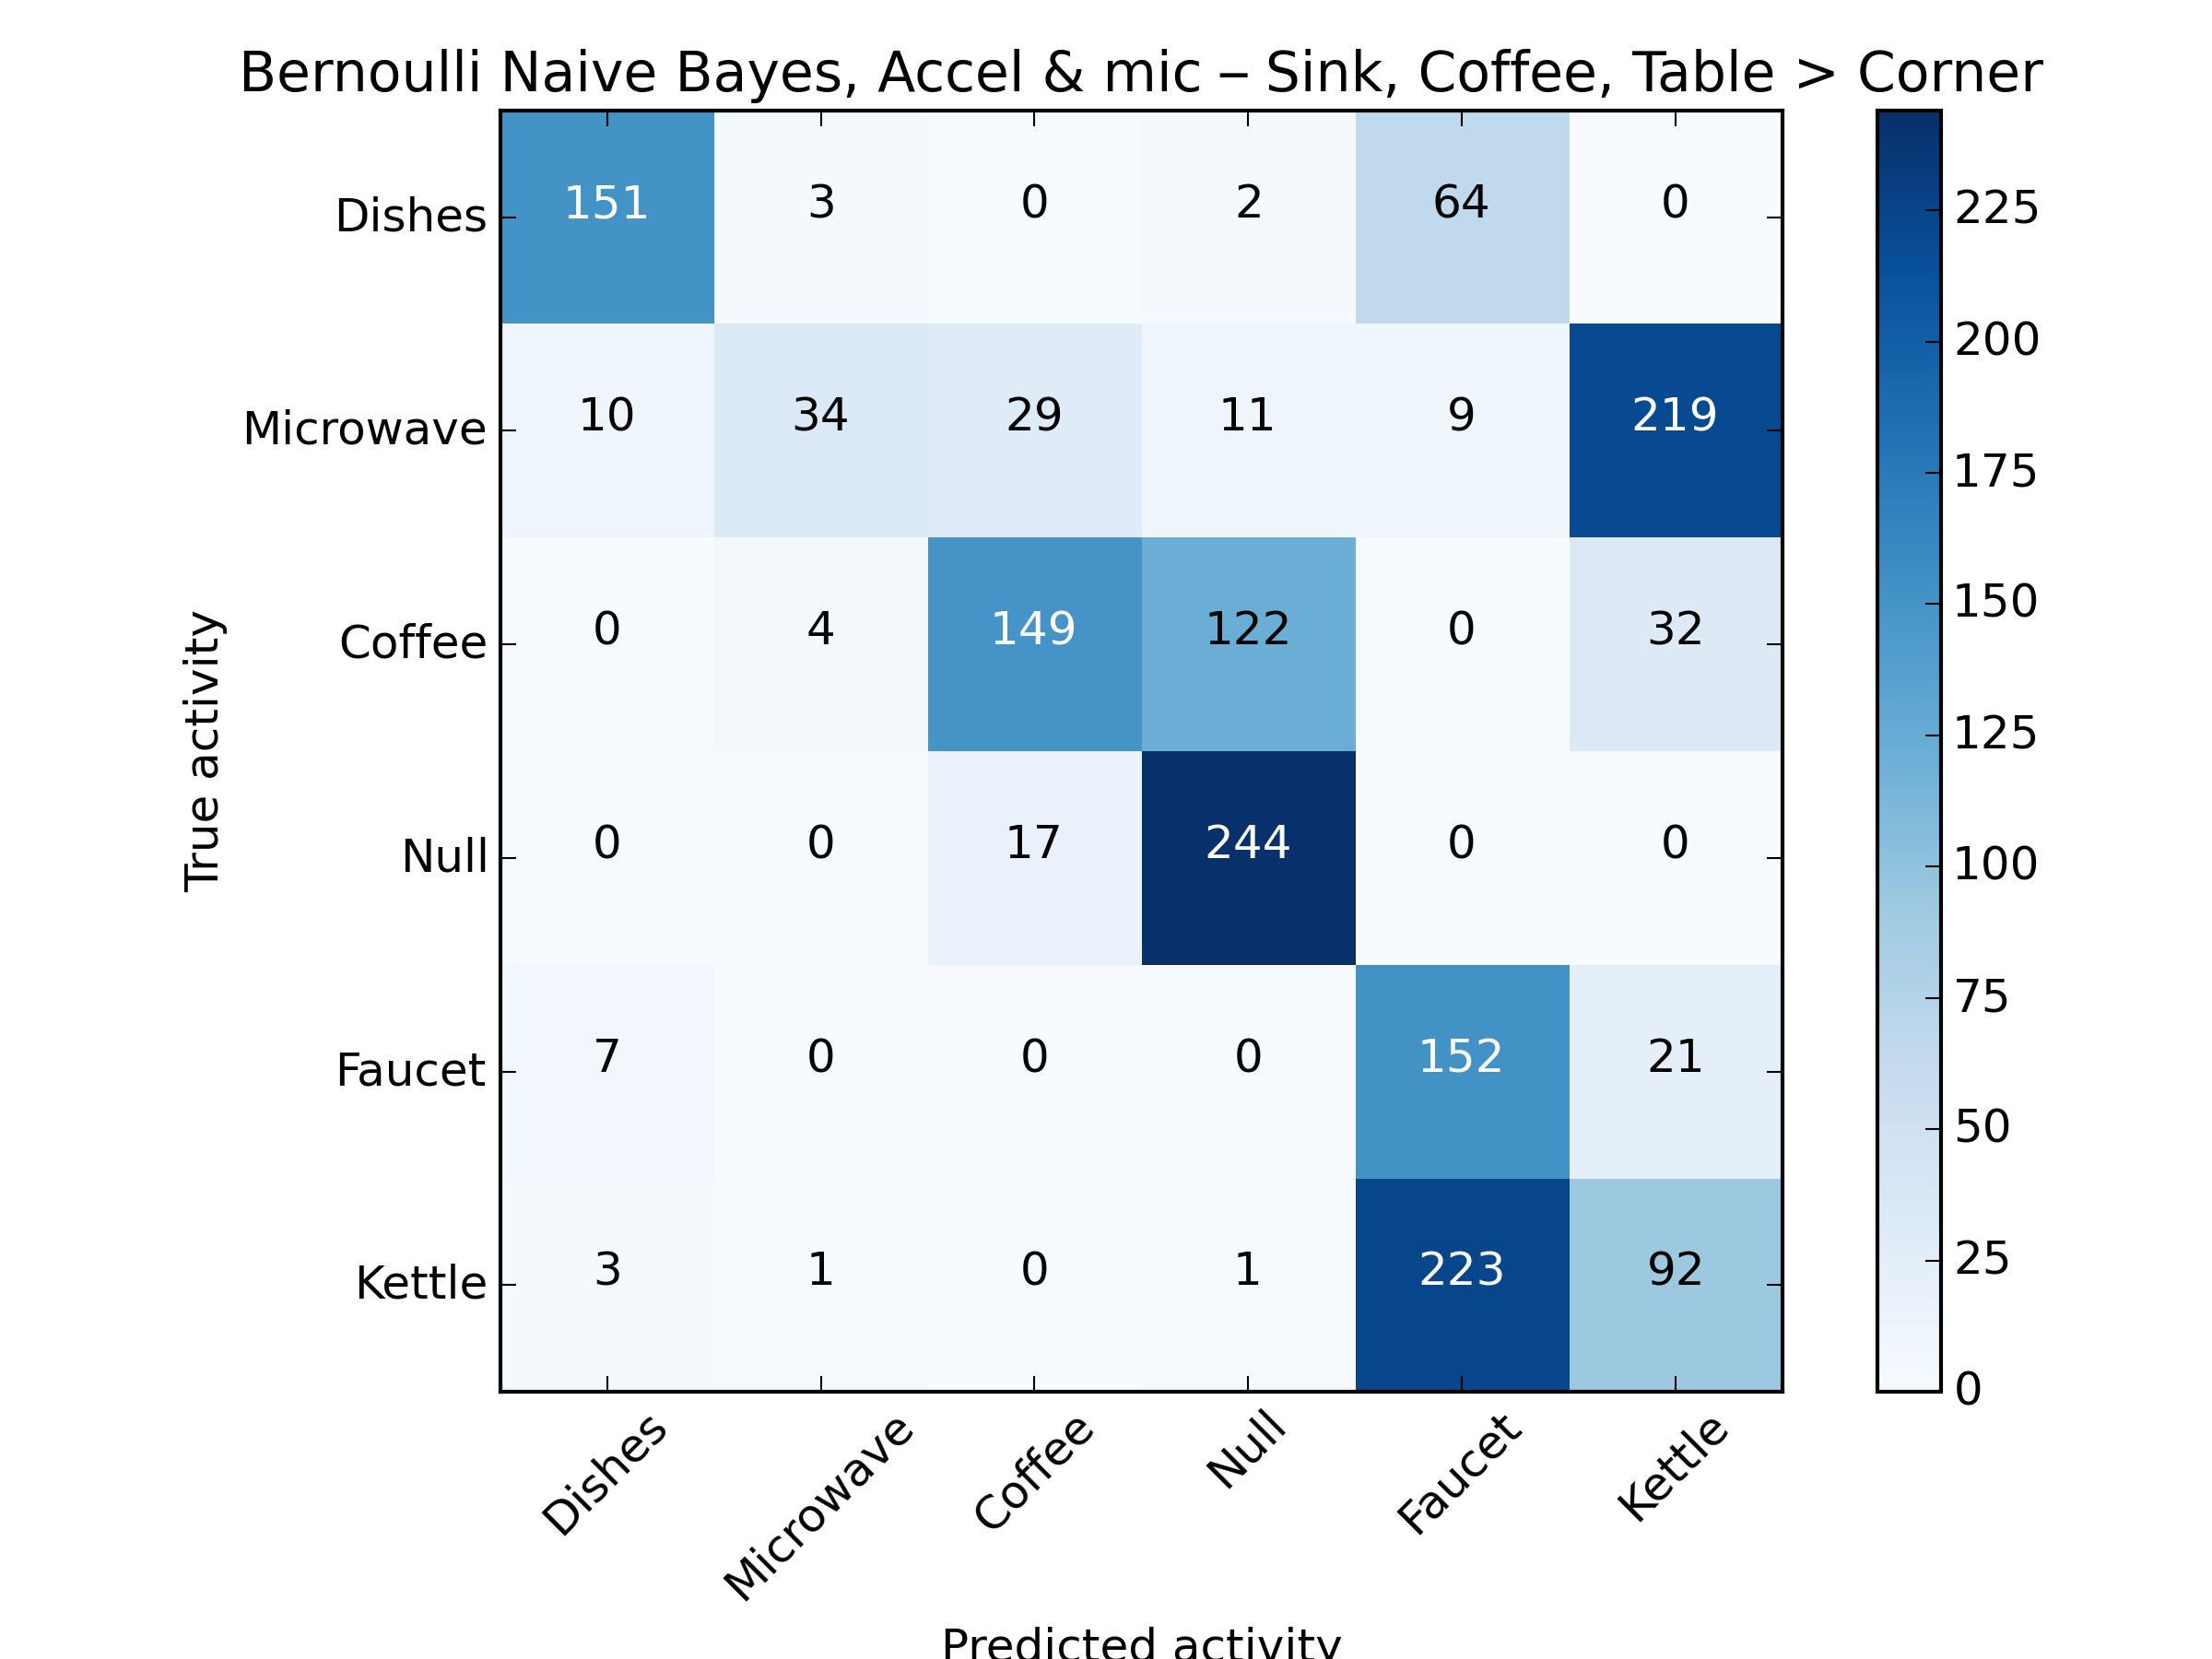 Bernoulli Naive Bayes, Accel & mic – Sink, Coffee, Table > Corner
Dishes 151 3 0 2 64 0
Microwave 10 34 29 11 9 219
Coffee 0 4 149 122 0 32
Null 0 0 17 244 0 0
Faucet 7 0 0 0 152 21
Kettle 3 1 0 1 223 92
True activity
Dishes Microwave Coffee Null Faucet Kettle
Predicted activity
225
200
175
150
125
100
75
50
25
0